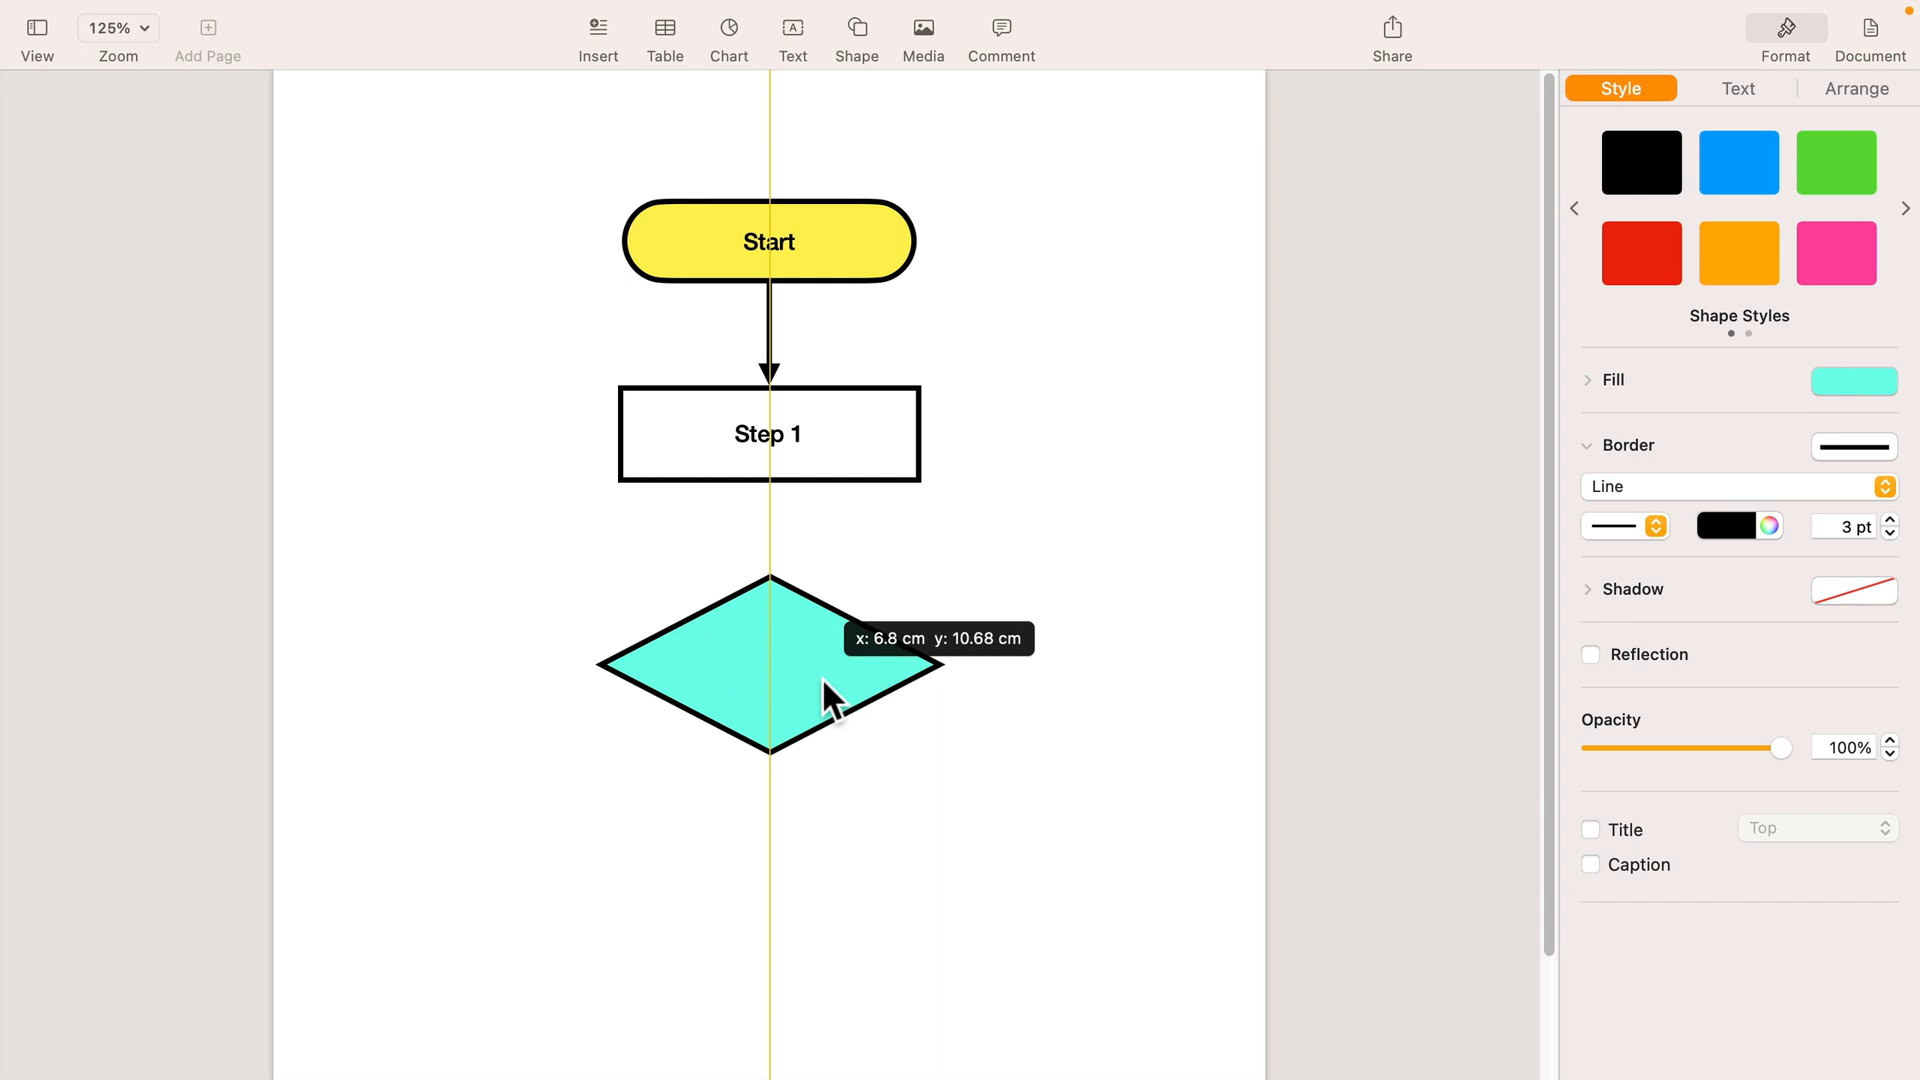 125%
View
Zoom
Add Page
Insert
Table
Chart
Text
Shape
Media
Comment
Share
Format
Document
Style
Text
Arrange
Shape Styles
Fill
Border
Line
3 pt
Shadow
Reflection
Opacity
100%
Title
Top
Caption
Start
Step 1
x: 6.8 cm y: 10.68 cm